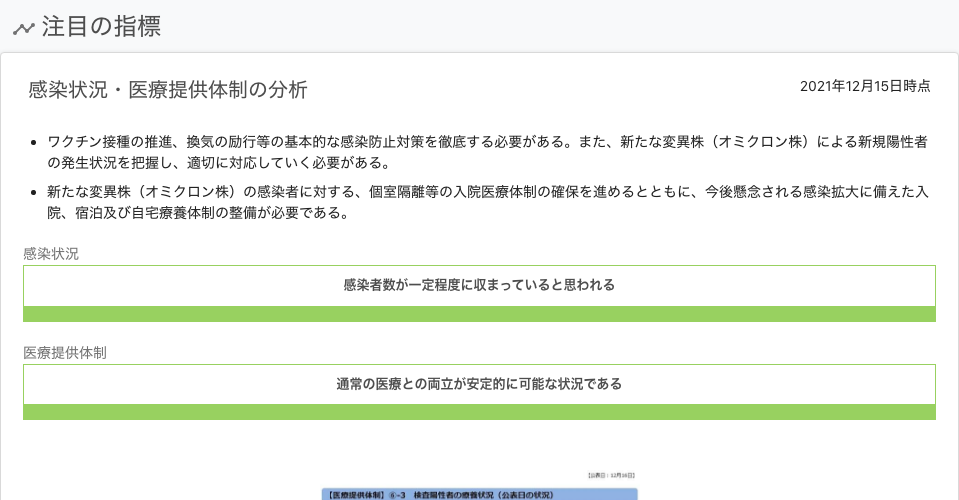 注目の指標
感染状況・医療提供体制の分析
2021年12月15日時点
ワクチン接種の推進、換気の励行等の基本的な感染防止対策を徹底する必要がある。また、新たな変異株（オミクロン株）による新規陽性者
の発生状況を把握し、適切に対応していく必要がある。
新たな変異株（オミクロン株）の感染者に対する、個室隔離等の入院医療体制の確保を進めるとともに、今後懸念される感染拡大に備えた入
院、宿泊及び自宅療養体制の整備が必要である。
感染状況
感染者数が一定程度に収まっていると思われる
医療提供体制
通常の医療との両立が安定的に可能な状況である
【公表日：12月16日】
【医療提供体制】⑥-3 検査陽性者の療養状況（公表日の状況）